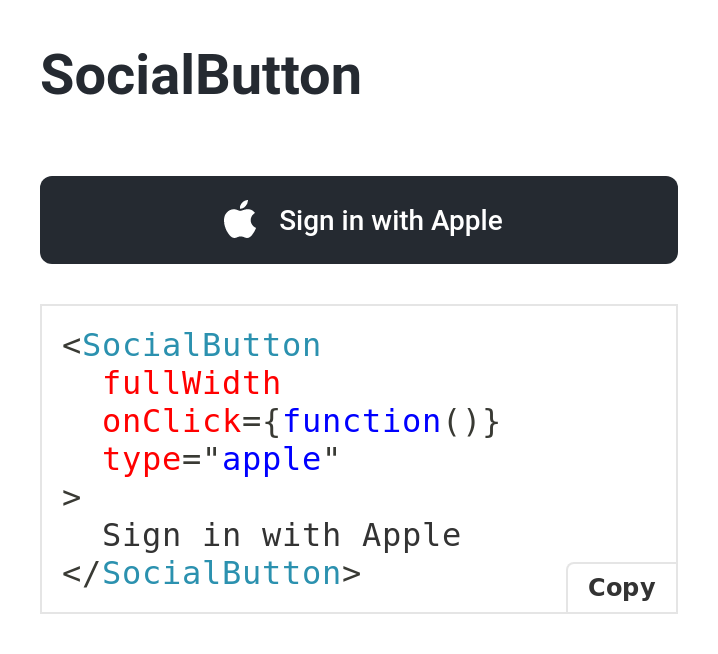 SocialButton
Sign in with Apple
<SocialButton
  fullWidth
  onClick={function()}
  type="apple"
>
  Sign in with Apple
</SocialButton>
Copy